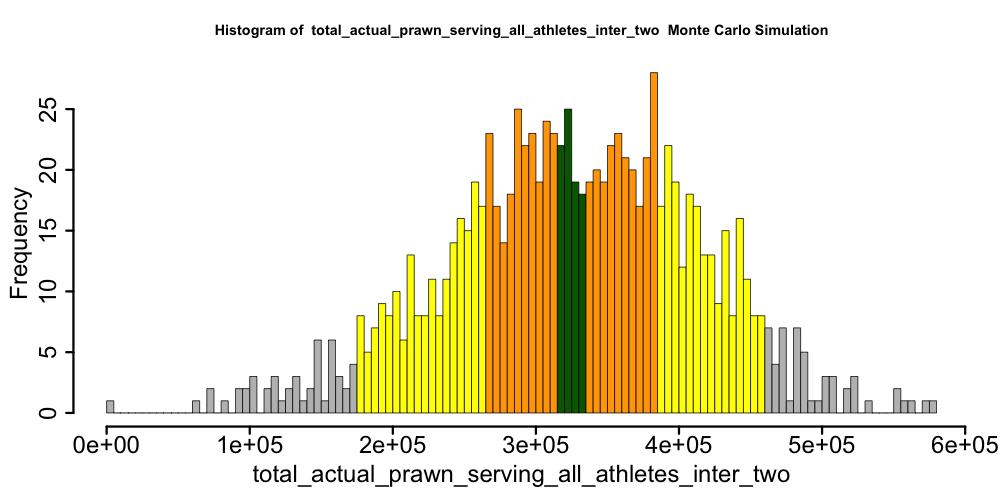 Histogram of  total_actual_prawn_serving_all_athletes_inter_two  Monte Carlo Simulation
Frequency
25
20
15
10
5
0
0e+00 1e+05 2e+05 3e+05 4e+05 5e+05 6e+05
total_actual_prawn_serving_all_athletes_inter_two